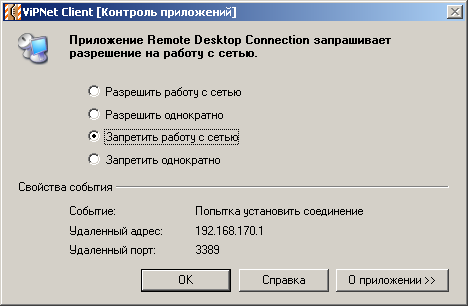 ViPNet Client [Контроль приложений]
Приложение Remote Desktop Connection запрашивает
разрешение на работу с сетью.
Разрешить работу с сетью
Разрешить однократно
Запретить работу с сетью
Запретить однократно
Свойства события
Событие: Попытка установить соединение
Удаленный адрес: 192.168.170.1
Удаленный порт: 3389
OK Справка О приложении >>